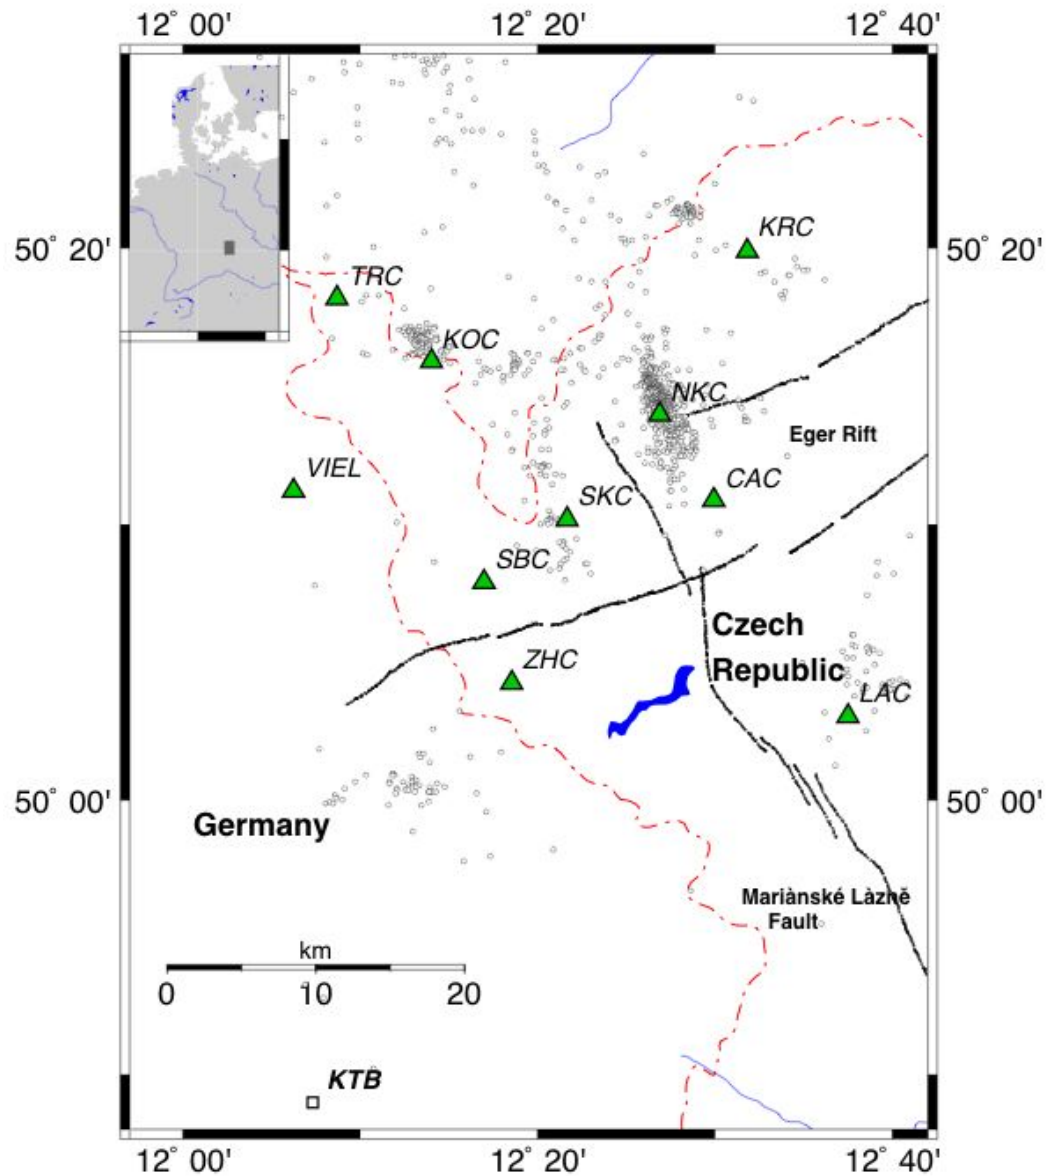 12° 00' 12° 20' 12° 40'
KRC
50° 20' 50° 20'
TRC
KOC
NKC
Eger Rift
VIEL
CAC
SKC
SBC
Czech
Republic
ZHC
LAC
50° 00' 50° 00'
Germany
Mariànské Làzně
Fault
km
0 10 20
KTB
12° 00' 12° 20' 12° 40'